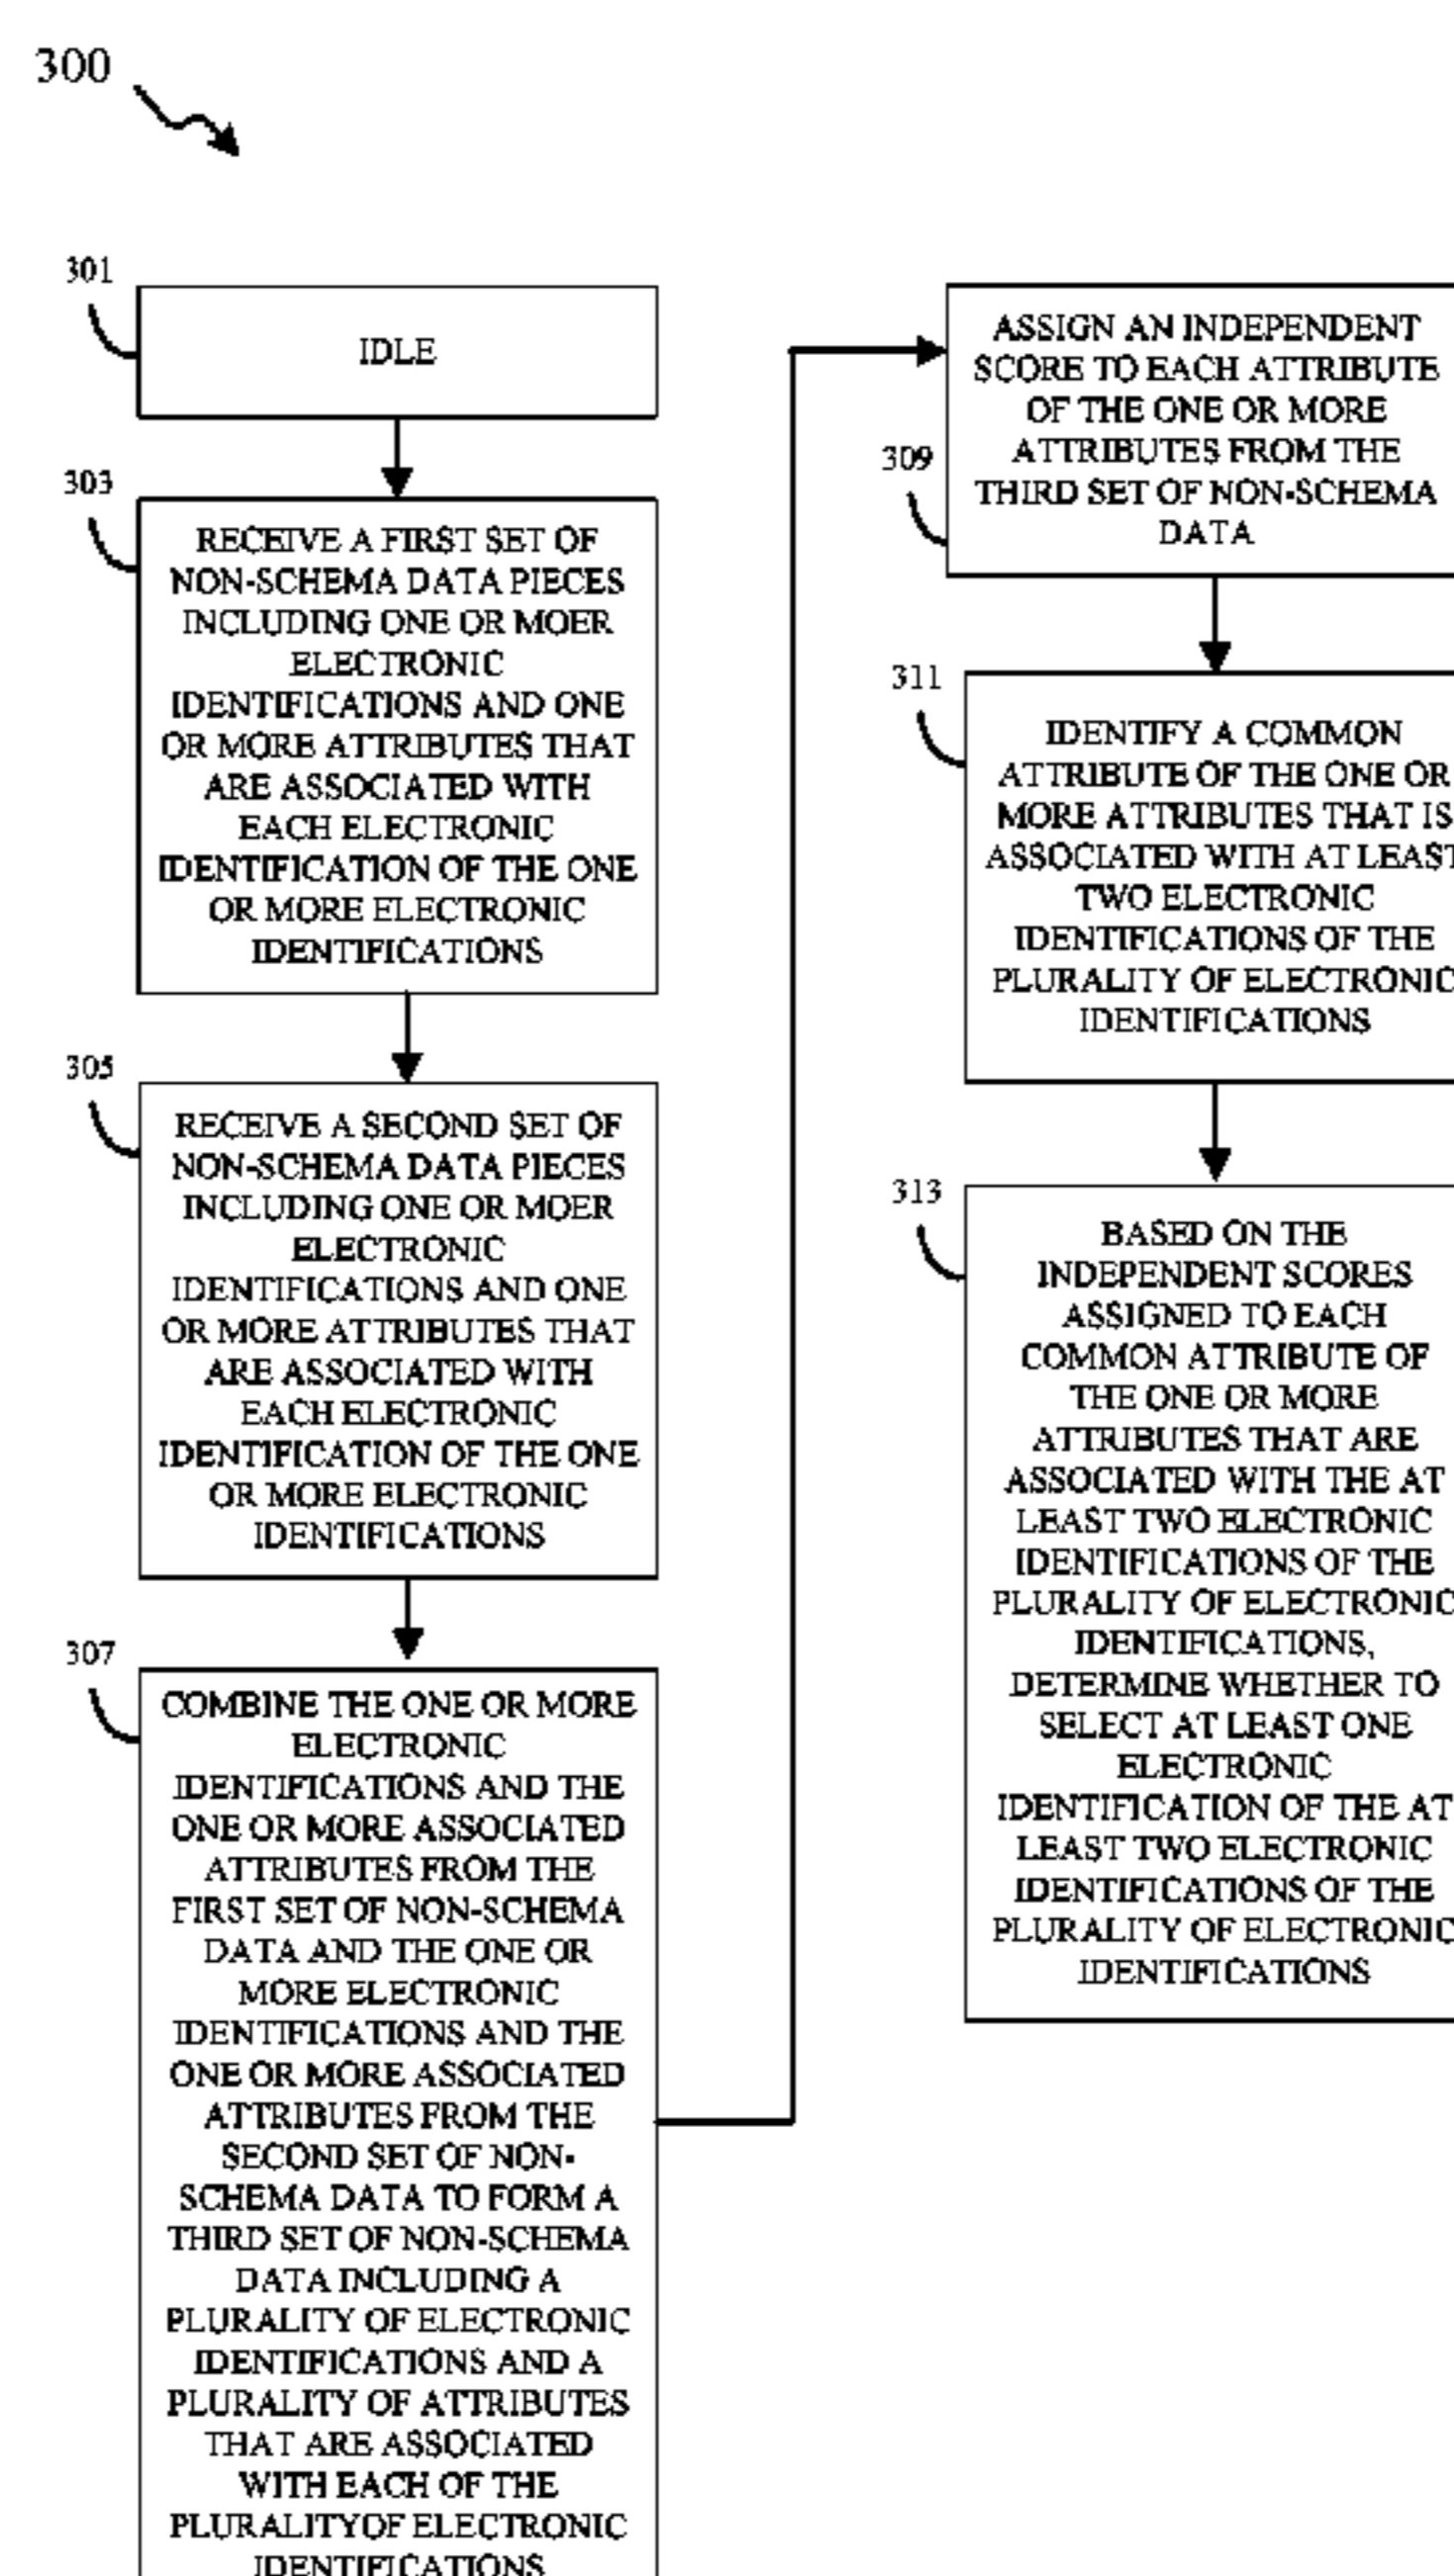 300
301
IDLE
303
RECEIVE A FIRST SET OF
NON-SCHEMA DATA PIECES
INCLUDING ONE OR MOER
ELECTRONIC
IDENTIFICATIONS AND ONE
OR MORE ATTRIBUTES THAT
ARE ASSOCIATED WITH
EACH ELECTRONIC
IDENTIFICATION OF THE ONE
OR MORE ELECTRONIC
IDENTIFICATIONS
305
RECEIVE A SECOND SET OF
NON-SCHEMA DATA PIECES
INCLUDING ONE OR MOER
ELECTRONIC
IDENTIFICATIONS AND ONE
OR MORE ATTRIBUTES THAT
ARE ASSOCIATED WITH
EACH ELECTRONIC
IDENTIFICATION OF THE ONE
OR MORE ELECTRONIC
IDENTIFICATIONS
307
COMBINE THE ONE OR MORE
ELECTRONIC
IDENTIFICATIONS AND THE
ONE OR MORE ASSOCIATED
ATTRIBUTES FROM THE
FIRST SET OF NON-SCHEMA
DATA AND THE ONE OR
MORE ELECTRONIC
IDENTIFICATIONS AND THE
ONE OR MORE ASSOCIATED
ATTRIBUTES FROM THE
SECOND SET OF NON-
SCHEMA DATA TO FORM A
THIRD SET OF NON-SCHEMA
DATA INCLUDING A
PLURALITY OF ELECTRONIC
IDENTIFICATIONS AND A
PLURALITY OF ATTRIBUTES
THAT ARE ASSOCIATED
WITH EACH OF THE
PLURALITYOF ELECTRONIC
IDENTIFICATIONS
309
ASSIGN AN INDEPENDENT
SCORE TO EACH ATTRIBUTE
OF THE ONE OR MORE
ATTRIBUTES FROM THE
THIRD SET OF NON-SCHEMA
DATA
311
IDENTIFY A COMMON
ATTRIBUTE OF THE ONE OR
MORE ATTRIBUTES THAT IS
ASSOCIATED WITH AT LEAST
TWO ELECTRONIC
IDENTIFICATIONS OF THE
PLURALITY OF ELECTRONIC
IDENTIFICATIONS
313
BASED ON THE
INDEPENDENT SCORES
ASSIGNED TO EACH
COMMON ATTRIBUTE OF
THE ONE OR MORE
ATTRIBUTES THAT ARE
ASSOCIATED WITH THE AT
LEAST TWO ELECTRONIC
IDENTIFICATIONS OF THE
PLURALITY OF ELECTRONIC
IDENTIFICATIONS,
DETERMINE WHETHER TO
SELECT AT LEAST ONE
ELECTRONIC
IDENTIFICATION OF THE AT
LEAST TWO ELECTRONIC
IDENTIFICATIONS OF THE
PLURALITY OF ELECTRONIC
IDENTIFICATIONS